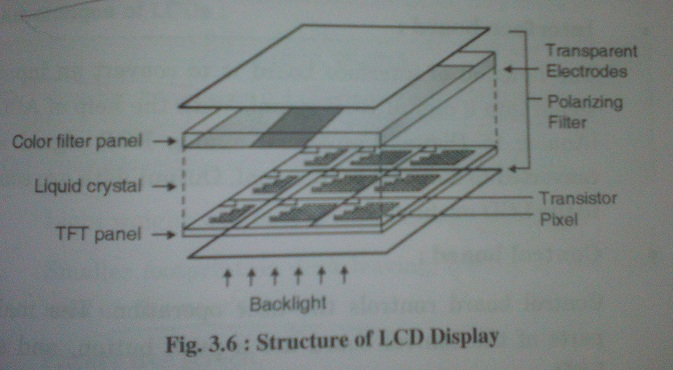 Transparent
Electrodes
Polarizing
Filter
Color filter panel
Liquid crystal
TFT panel
Transistor
Pixel
Backlight
Fig. 3.6 : Structure of LCD Display